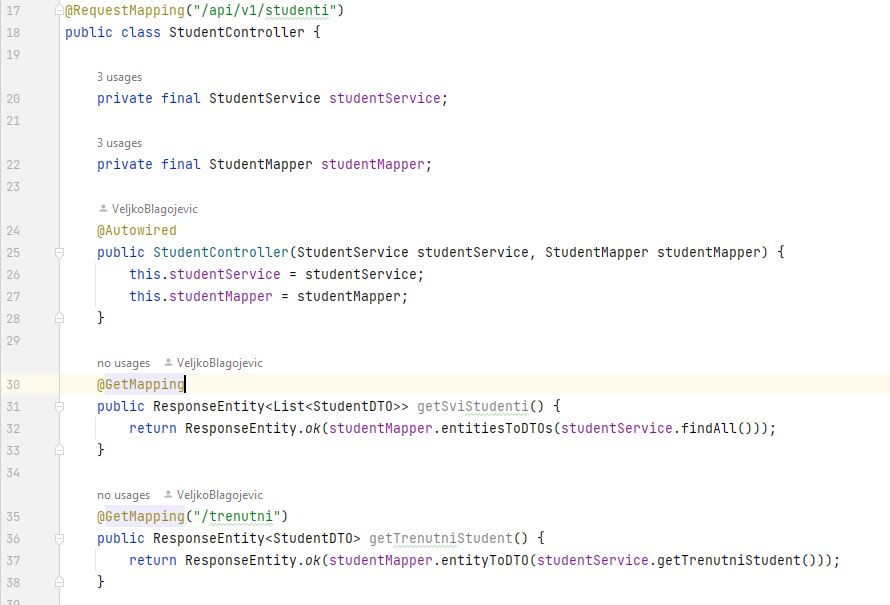 17 @RequestMapping("/api/v1/studenti")
18 public class StudentController {
19
3 usages
20 private final StudentService studentService;
21
3 usages
22 private final StudentMapper studentMapper;
23
VeljkoBlagojevic
24 @Autowired
25 public StudentController(StudentService studentService, StudentMapper studentMapper) {
26 this.studentService = studentService;
27 this.studentMapper = studentMapper;
28 }
29
no usages VeljkoBlagojevic
30 @GetMapping
31 public ResponseEntity<List<StudentDTO>> getSviStudenti() {
32 return ResponseEntity.ok(studentMapper.entitiesToDTOs(studentService.findAll()));
33 }
34
no usages VeljkoBlagojevic
35 @GetMapping("/trenutni")
36 public ResponseEntity<StudentDTO> getTrenutniStudent() {
37 return ResponseEntity.ok(studentMapper.entityToDTO(studentService.getTrenutniStudent()));
38 }
39